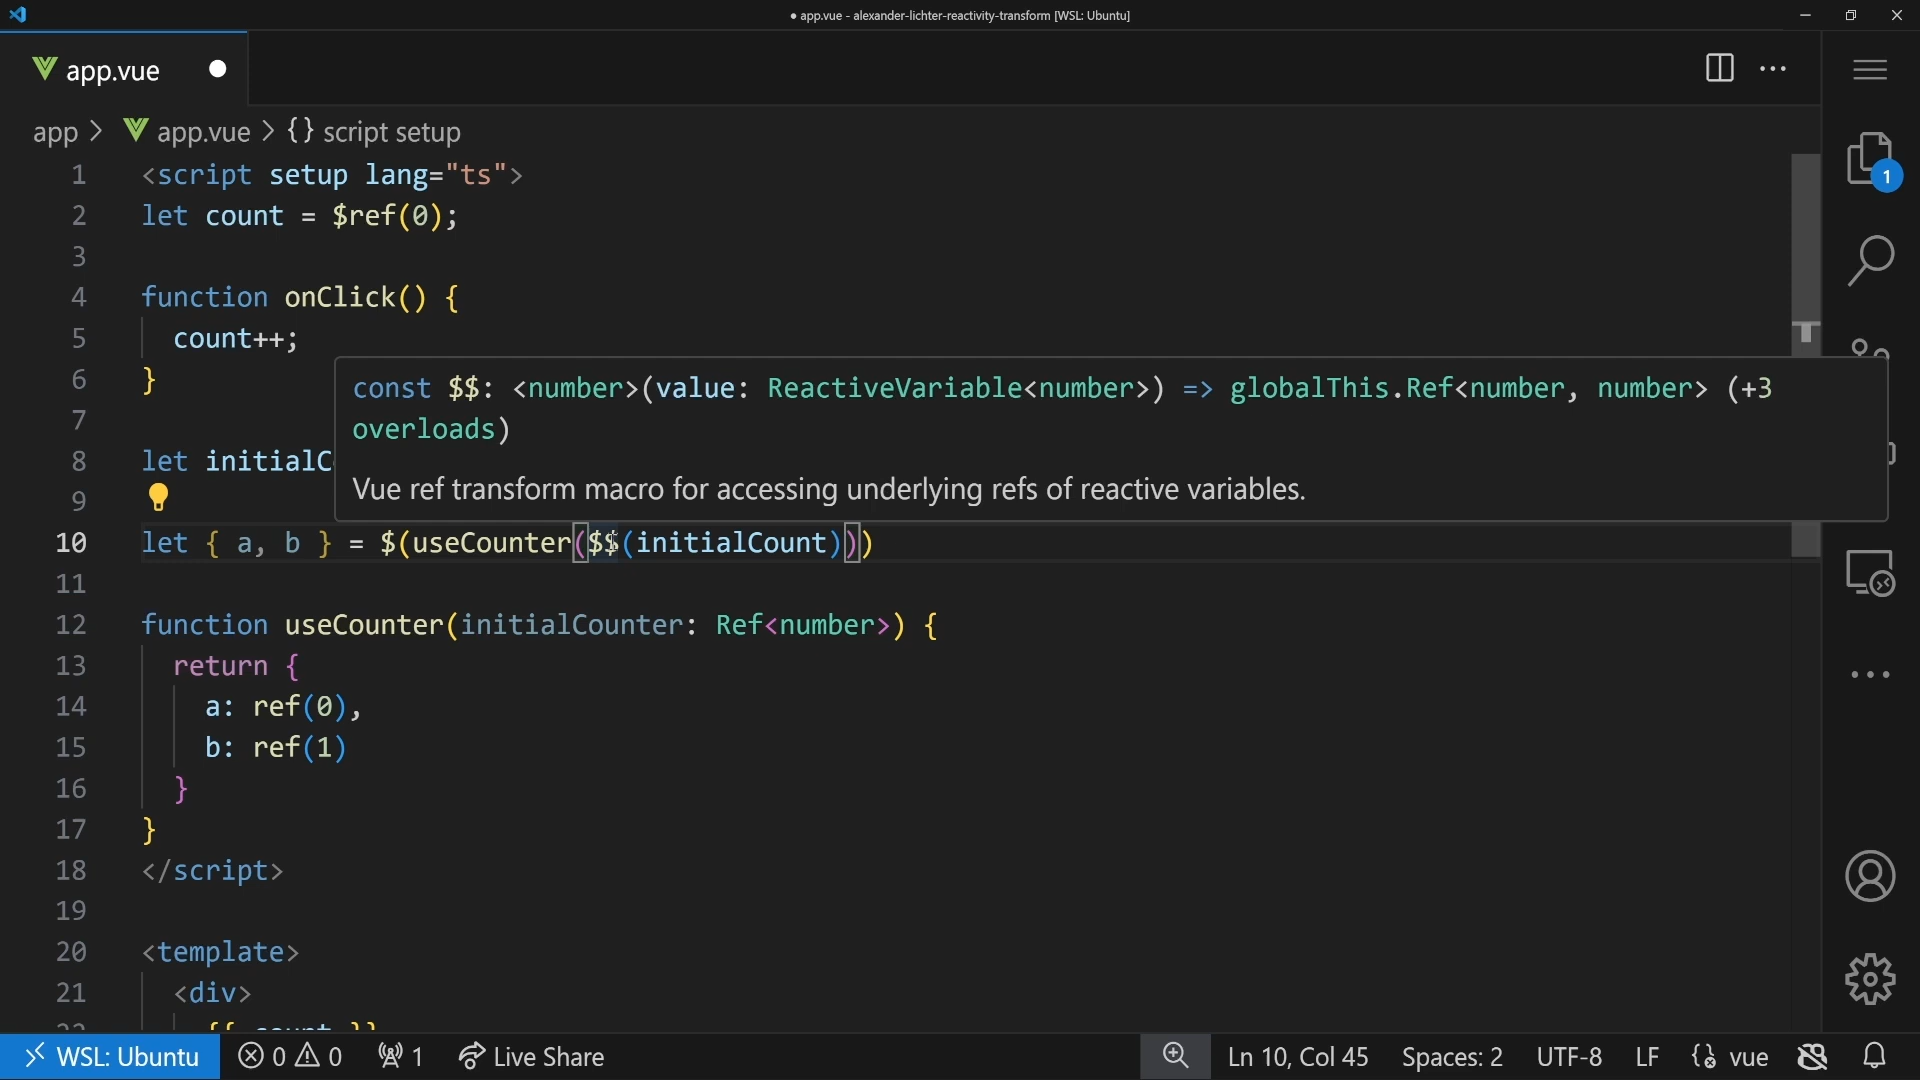 ● app.vue - alexander-lichter-reactivity-transform [WSL: Ubuntu]
app.vue
app > app.vue > {} script setup
1 <script setup lang="ts">
2 let count = $ref(0);
3
4 function onClick() {
5 count++;
6 }
7
8 let initialC
9
const $$: <number>(value: ReactiveVariable<number>) => globalThis.Ref<number, number> (+3
overloads)
Vue ref transform macro for accessing underlying refs of reactive variables.
10 let { a, b } = $(useCounter($$(initialCount)))
11
12 function useCounter(initialCounter: Ref<number>) {
13 return {
14 a: ref(0),
15 b: ref(1)
16 }
17 }
18 </script>
19
20 <template>
21 <div>
22 {{ count }}
1
WSL: Ubuntu 0 0 1 Live Share Ln 10, Col 45 Spaces: 2 UTF-8 LF vue